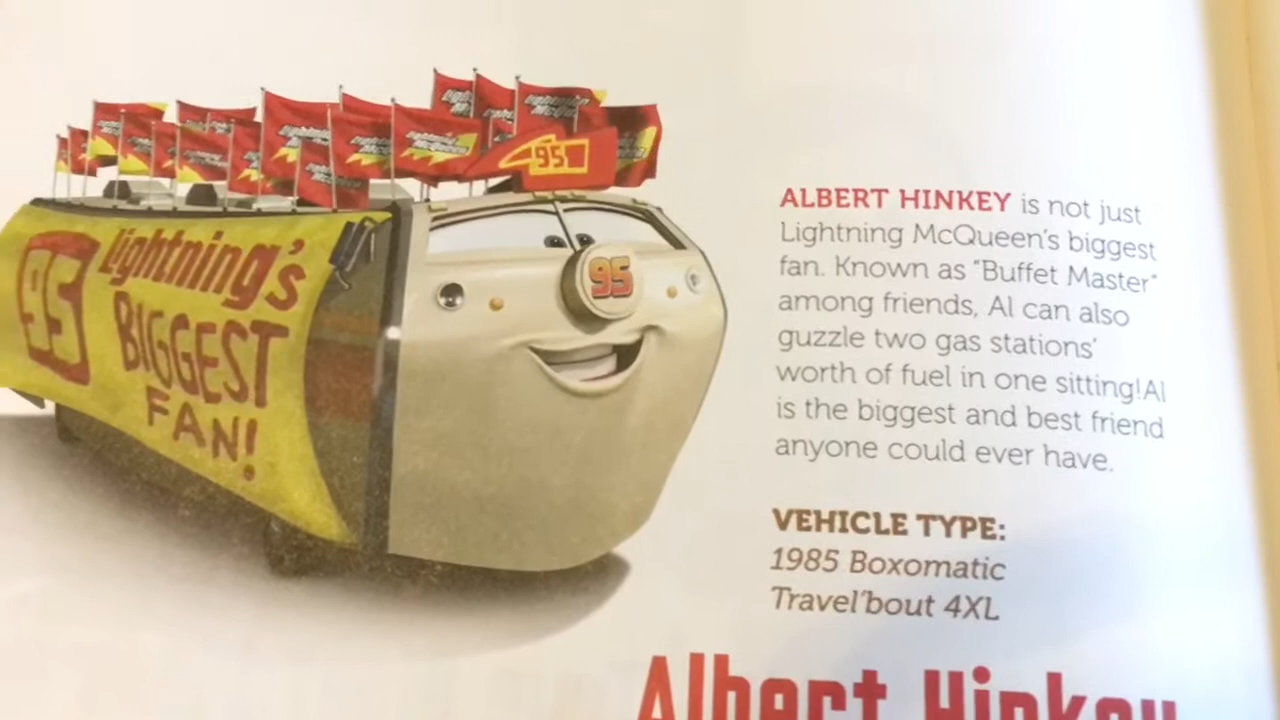 95
Lightning's
BIGGEST
FAN!
95
95
ALBERT HINKEY is not just
Lightning McQueen's biggest
fan. Known as "Buffet Master"
among friends, Al can also
guzzle two gas stations'
worth of fuel in one sitting!Al
is the biggest and best friend
anyone could ever have.
VEHICLE TYPE:
1985 Boxomatic
Travel'bout 4XL
Albert Hinkey